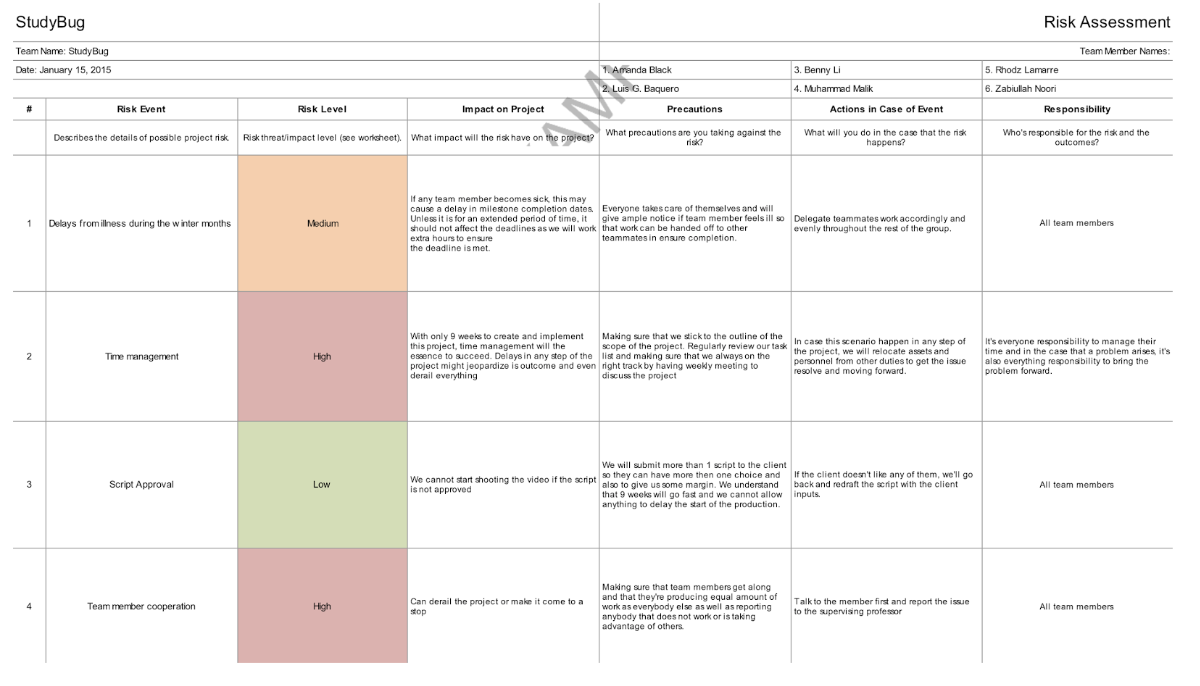 StudyBug
Risk Assessment
Team Name: StudyBug
Team Member Names:
Date: January 15, 2015
1. Amanda Black
3. Benny Li
5. Rhodz Lamarre
2. Luis G. Baquero
4. Muhammad Malik
6. Zabiullah Noori
#
Risk Event
Risk Level
Impact on Project
Precautions
Actions in Case of Event
Responsibility
Describes the details of possible project risk.
Risk threat/impact level (see worksheet).
What impact will the risk have on the project?
What precautions are you taking against the
risk?
What will you do in the case that the risk
happens?
Who's responsible for the risk and the
outcomes?
1
Delays from illness during the winter months
Medium
If any team member becomes sick, this may
cause a delay in milestone completion dates.
Unless it is for an extended period of time, it
should not affect the deadlines as we will work
extra hours to ensure
the deadline is met.
Everyone takes care of themselves and will
give ample notice if team member feels ill so
that work can be handed off to other
teammates in ensure completion.
Delegate teammates work accordingly and
evenly throughout the rest of the group.
All team members
2
Time management
High
With only 9 weeks to create and implement
this project, time management will the
essence to succeed. Delays in any step of the
project might jeopardize is outcome and even
derail everything
Making sure that we stick to the outline of the
scope of the project. Regularly review our task
list and making sure that we always on the
right track by having weekly meeting to
discuss the project
In case this scenario happen in any step of
the project, we will relocate assets and
personnel from other duties to get the issue
resolve and moving forward.
It's everyone responsibility to manage their
time and in the case that a problem arises, it's
also everything responsibility to bring the
problem forward.
3
Script Approval
Low
We cannot start shooting the video if the script
is not approved
We will submit more than 1 script to the client
so they can have more then one choice and
also to give us some margin. We understand
that 9 weeks will go fast and we cannot allow
anything to delay the start of the production.
If the client doesn't like any of them, we'll go
back and redraft the script with the client
inputs.
All team members
4
Team member cooperation
High
Can derail the project or make it come to a
stop
Making sure that team members get along
and that they're producing equal amount of
work as everybody else as well as reporting
anybody that does not work or is taking
advantage of others.
Talk to the member first and report the issue
to the supervising professor
All team members